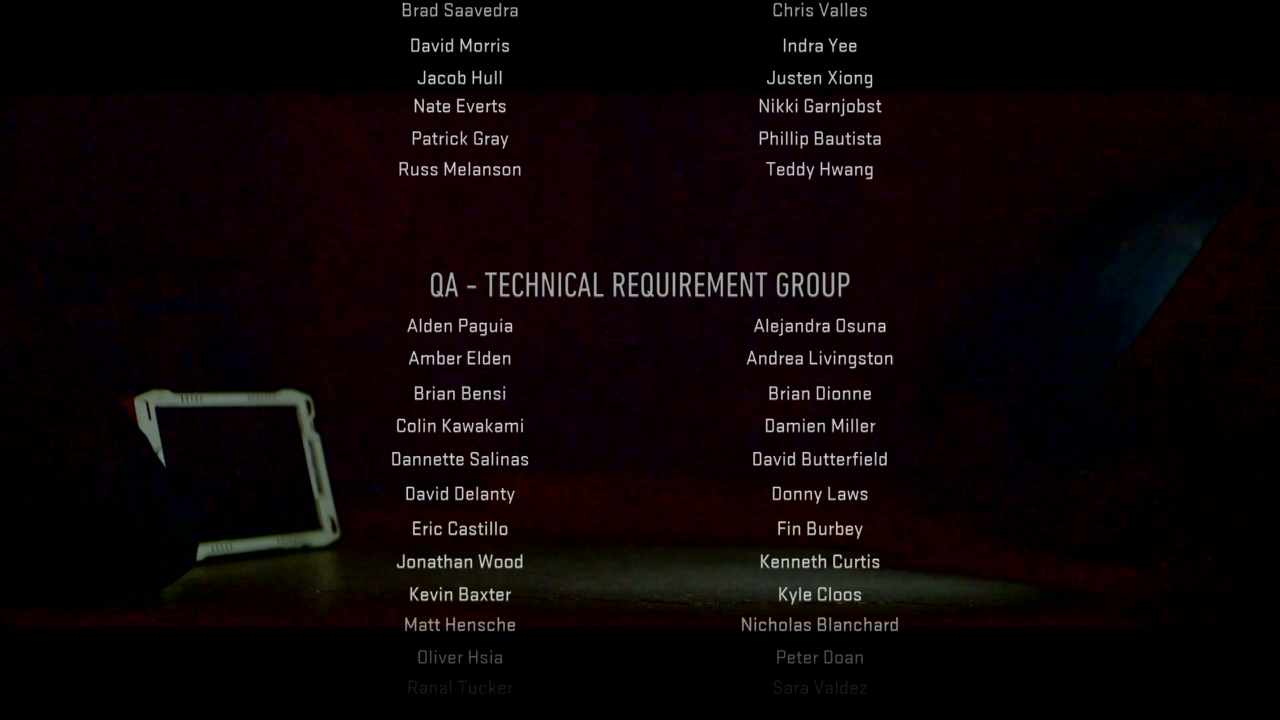 Brad Saavedra Chris Valles
David Morris Indra Yee
Jacob Hull Justen Xiong
Nate Everts Nikki Garnjobst
Patrick Gray Phillip Bautista
Russ Melanson Teddy Hwang
QA - TECHNICAL REQUIREMENT GROUP
Alden Paguia Alejandra Osuna
Amber Elden Andrea Livingston
Brian Bensi Brian Dionne
Colin Kawakami Damien Miller
Dannette Salinas David Butterfield
David Delanty Donny Laws
Eric Castillo Fin Burbey
Jonathan Wood Kenneth Curtis
Kevin Baxter Kyle Cloos
Matt Hensche Nicholas Blanchard
Oliver Hsia Peter Doan
Ranal Tucker Sara Valdez